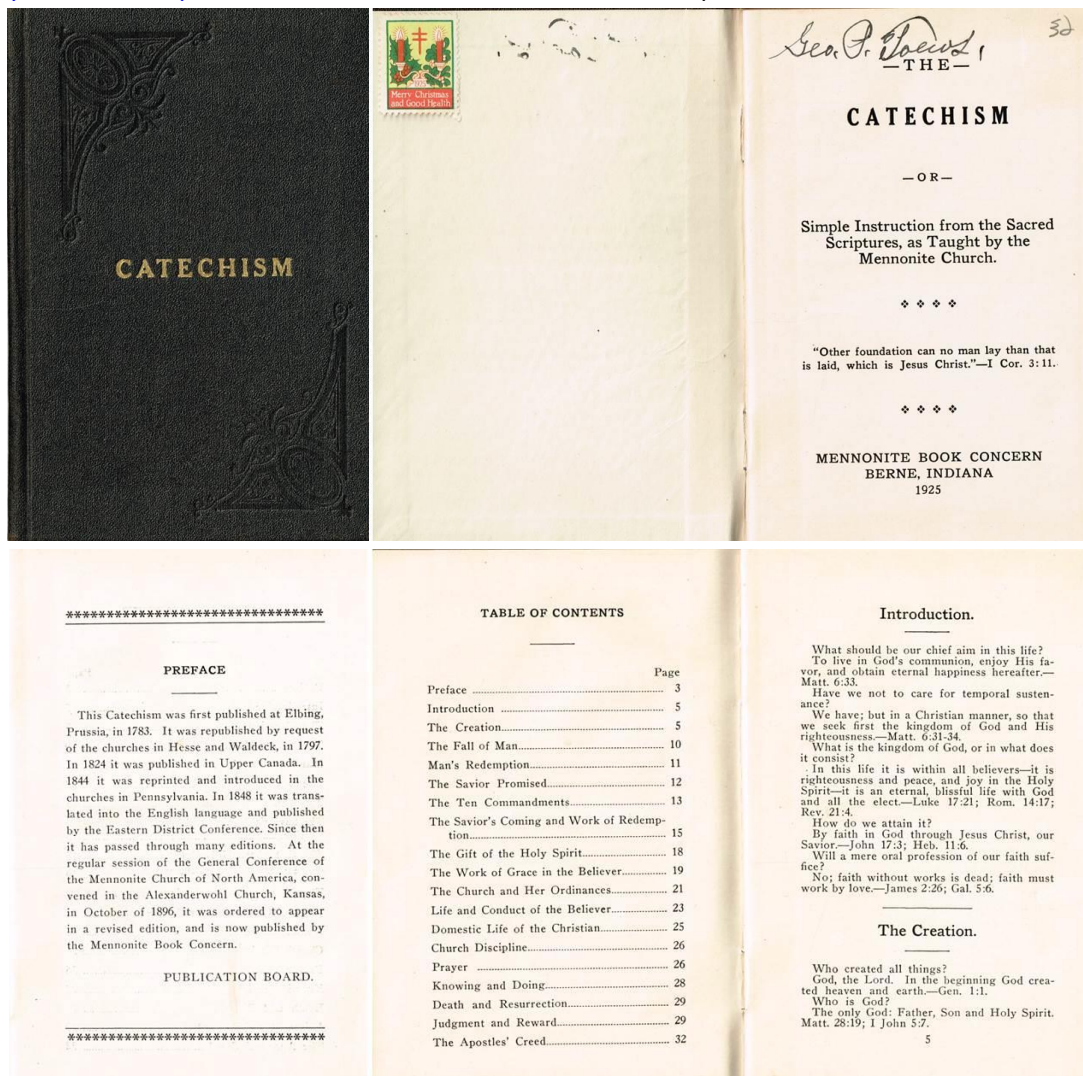 CATECHISM
Merry Christmas
and Good Health
Geo. P. Toews,
32
—THE—
CATECHISM
—OR—
Simple Instruction from the Sacred
Scriptures, as Taught by the
Mennonite Church.
"Other foundation can no man lay than that
is laid, which is Jesus Christ."—I Cor. 3:11.
MENNONITE BOOK CONCERN
BERNE, INDIANA
1925
********************************
PREFACE
This Catechism was first published at Elbing,
Prussia, in 1783. It was republished by request
of the churches in Hesse and Waldeck, in 1797.
In 1824 it was published in Upper Canada. In
1844 it was reprinted and introduced in the
churches in Pennsylvania. In 1848 it was trans-
lated into the English language and published
by the Eastern District Conference. Since then
it has passed through many editions. At the
regular session of the General Conference of
the Mennonite Church of North America, con-
vened in the Alexanderwohl Church, Kansas,
in October of 1896, it was ordered to appear
in a revised edition, and is now published by
the Mennonite Book Concern.
PUBLICATION BOARD.
********************************
TABLE OF CONTENTS
Page
Preface 3
Introduction 5
The Creation 5
The Fall of Man 10
Man's Redemption 11
The Savior Promised 12
The Ten Commandments 13
The Savior's Coming and Work of Redemp-
tion 15
The Gift of the Holy Spirit 18
The Work of Grace in the Believer 19
The Church and Her Ordinances 21
Life and Conduct of the Believer 23
Domestic Life of the Christian 25
Church Discipline 26
Prayer 26
Knowing and Doing 28
Death and Resurrection 29
Judgment and Reward 29
The Apostles' Creed 32
Introduction.
What should be our chief aim in this life?
To live in God's communion, enjoy His fa-
vor, and obtain eternal happiness hereafter.—
Matt. 6:33.
Have we not to care for temporal susten-
ance?
We have; but in a Christian manner, so that
we seek first the kingdom of God and His
righteousness.—Matt. 6:31-34.
What is the kingdom of God, or in what does
it consist?
In this life it is within all believers—it is
righteousness and peace, and joy in the Holy
Spirit—it is an eternal, blissful life with God
and all the elect.—Luke 17:21; Rom. 14:17;
Rev. 21:4.
How do we attain it?
By faith in God through Jesus Christ, our
Savior.—John 17:3; Heb. 11:6.
Will a mere oral profession of our faith suf-
fice?
No; faith without works is dead; faith must
work by love.—James 2:26; Gal. 5:6.
The Creation.
Who created all things?
God, the Lord. In the beginning God crea-
ted heaven and earth.—Gen. 1:1.
Who is God?
The only God: Father, Son and Holy Spirit.
Matt. 28:19; I John 5:7.
5